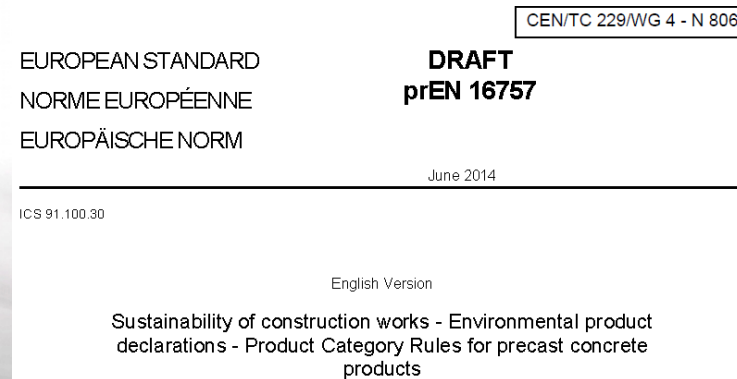 CEN/TC 229/WG 4 - N 806
EUROPEAN STANDARD
NORME EUROPÉENNE
EUROPÄISCHE NORM
DRAFT
prEN 16757
June 2014
ICS 91.100.30
English Version
Sustainability of construction works - Environmental product
declarations - Product Category Rules for precast concrete
products